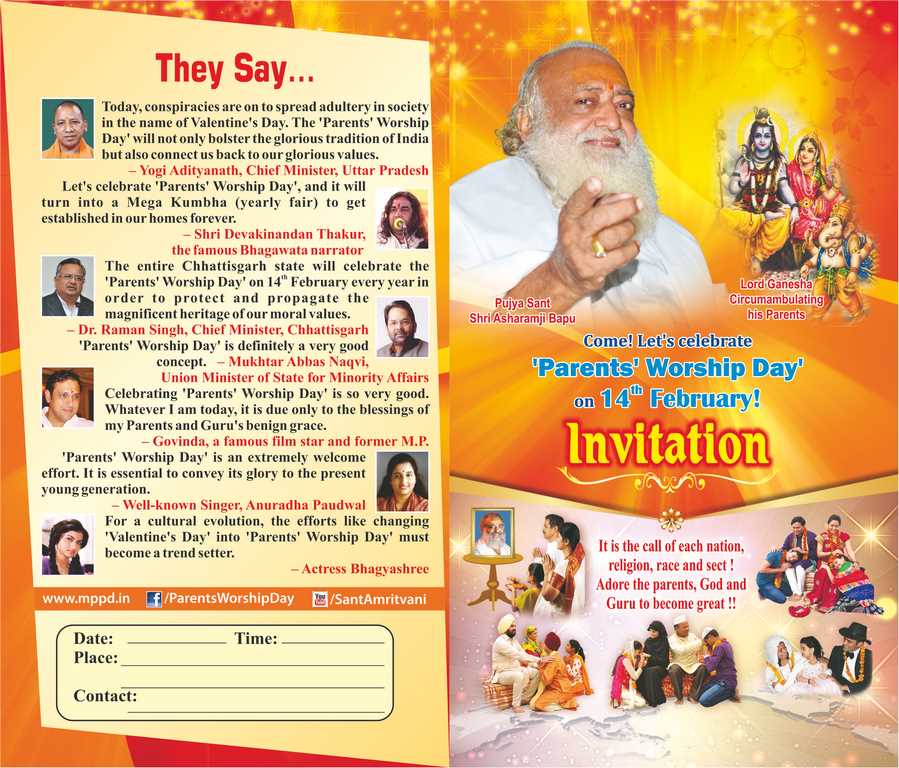 They Say...
Today, conspiracies are on to spread adultery in society
in the name of Valentine's Day. The 'Parents' Worship
Day' will not only bolster the glorious tradition of India
but also connect us back to our glorious values.
– Yogi Adityanath, Chief Minister, Uttar Pradesh
Let's celebrate 'Parents' Worship Day', and it will
turn into a Mega Kumbha (yearly fair) to get
established in our homes forever.
– Shri Devakinandan Thakur,
the famous Bhagawata narrator
The entire Chhattisgarh state will celebrate the
'Parents' Worship Day' on 14th February every year in
order to protect and propagate the
magnificent heritage of our moral values.
– Dr. Raman Singh, Chief Minister, Chhattisgarh
'Parents' Worship Day' is definitely a very good
concept. – Mukhtar Abbas Naqvi,
Union Minister of State for Minority Affairs
Celebrating 'Parents' Worship Day' is so very good.
Whatever I am today, it is due only to the blessings of
my Parents and Guru's benign grace.
– Govinda, a famous film star and former M.P.
'Parents' Worship Day' is an extremely welcome
effort. It is essential to convey its glory to the present
young generation.
– Well-known Singer, Anuradha Paudwal
For a cultural evolution, the efforts like changing
'Valentine's Day' into 'Parents' Worship Day' must
become a trend setter.
– Actress Bhagyashree
www.mppd.in f /ParentsWorshipDay You Tube /SantAmritvani
Date: Time:
Place:
Contact:
Pujya Sant
Shri Asharamji Bapu
Lord Ganesha
Circumambulating
his Parents
Come! Let's celebrate
'Parents' Worship Day'
on 14th February!
Invitation
It is the call of each nation,
religion, race and sect !
Adore the parents, God and
Guru to become great !!